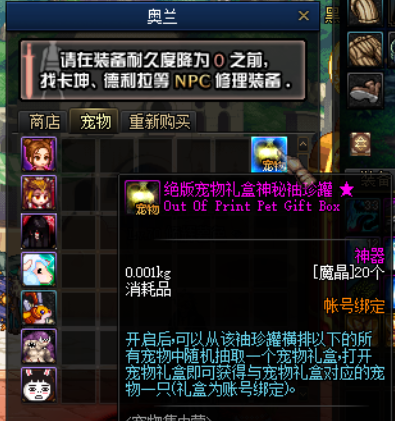 奥兰
黑
请在装备耐久度降为 0 之前，
找卡坤、德利拉等 NPC 修理装备 .
商店 宠物 重新购买
宠物
宠物
绝版宠物礼盒神秘袖珍罐 ★
Out Of Print Pet Gift Box
神器
0.001kg
[魔晶]20个
消耗品
帐号绑定
开启后,可以从该袖珍罐横排以下的所
有宠物中随机抽取一个宠物礼盒,打开
宠物礼盒即可获得与宠物礼盒对应的宠
物一只(礼盒为账号绑定)。
<宠物集中营>